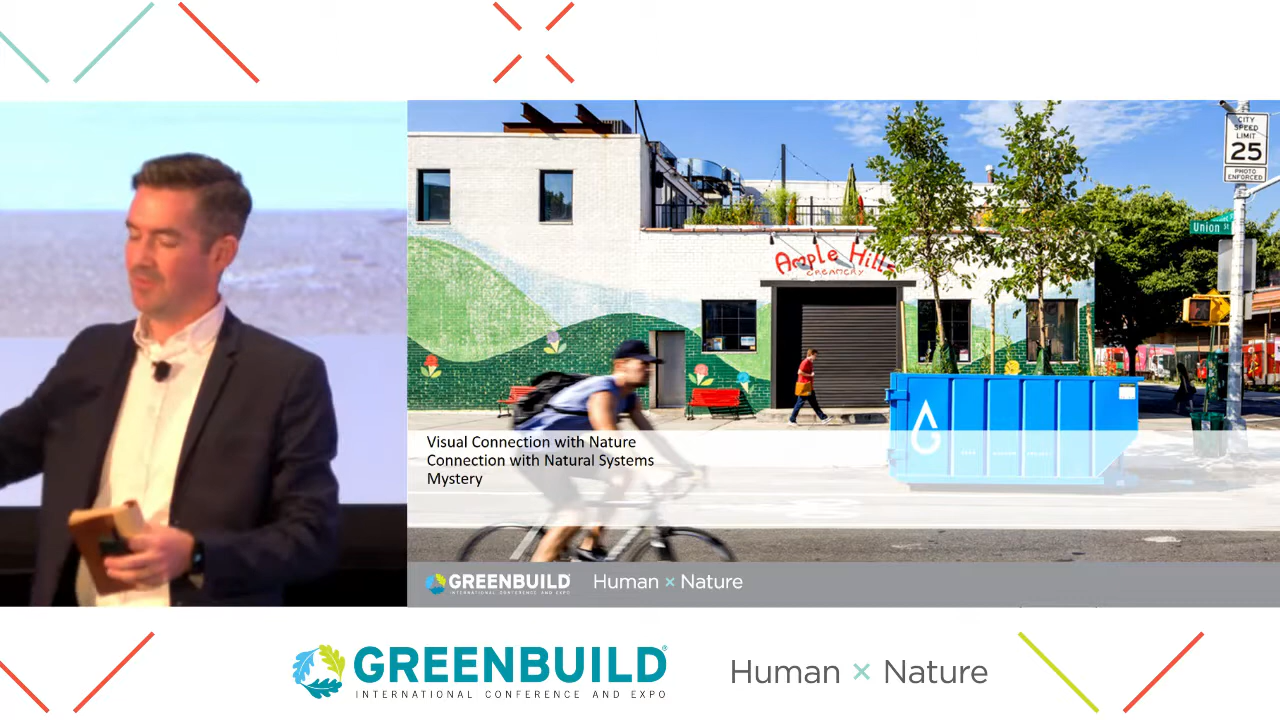 CITY
SPEED
LIMIT
25
PHOTO
ENFORCED
Union St
Ample Hills
CREAMERY
Visual Connection with Nature
Connection with Natural Systems
Mystery
GREENBUILD
INTERNATIONAL CONFERENCE AND EXPO
Human × Nature
GREENBUILD®
INTERNATIONAL CONFERENCE AND EXPO
Human × Nature